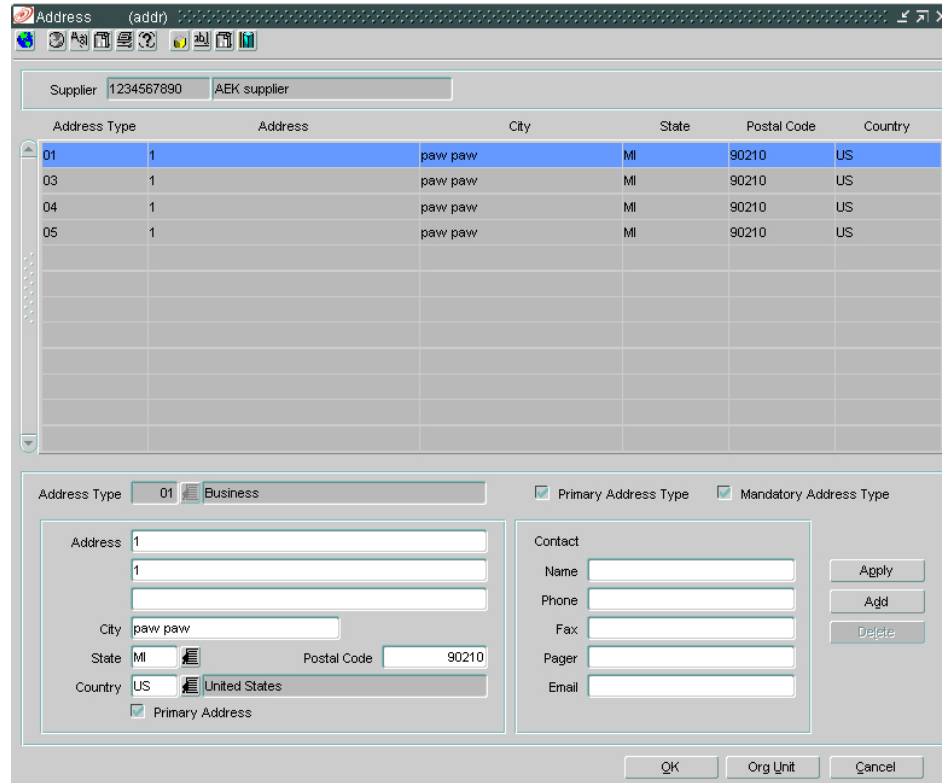 Address (addr)
Supplier 1234567890 AEK supplier
Address Type Address City State Postal Code Country
01 1 paw paw MI 90210 US
03 1 paw paw MI 90210 US
04 1 paw paw MI 90210 US
05 1 paw paw MI 90210 US
Address Type 01 Business Primary Address Type Mandatory Address Type
Address 1
1
City paw paw
State MI Postal Code 90210
Country US United States
Primary Address
Contact
Name
Phone
Fax
Pager
Email
Apply
Add
Delete
OK Org Unit Cancel